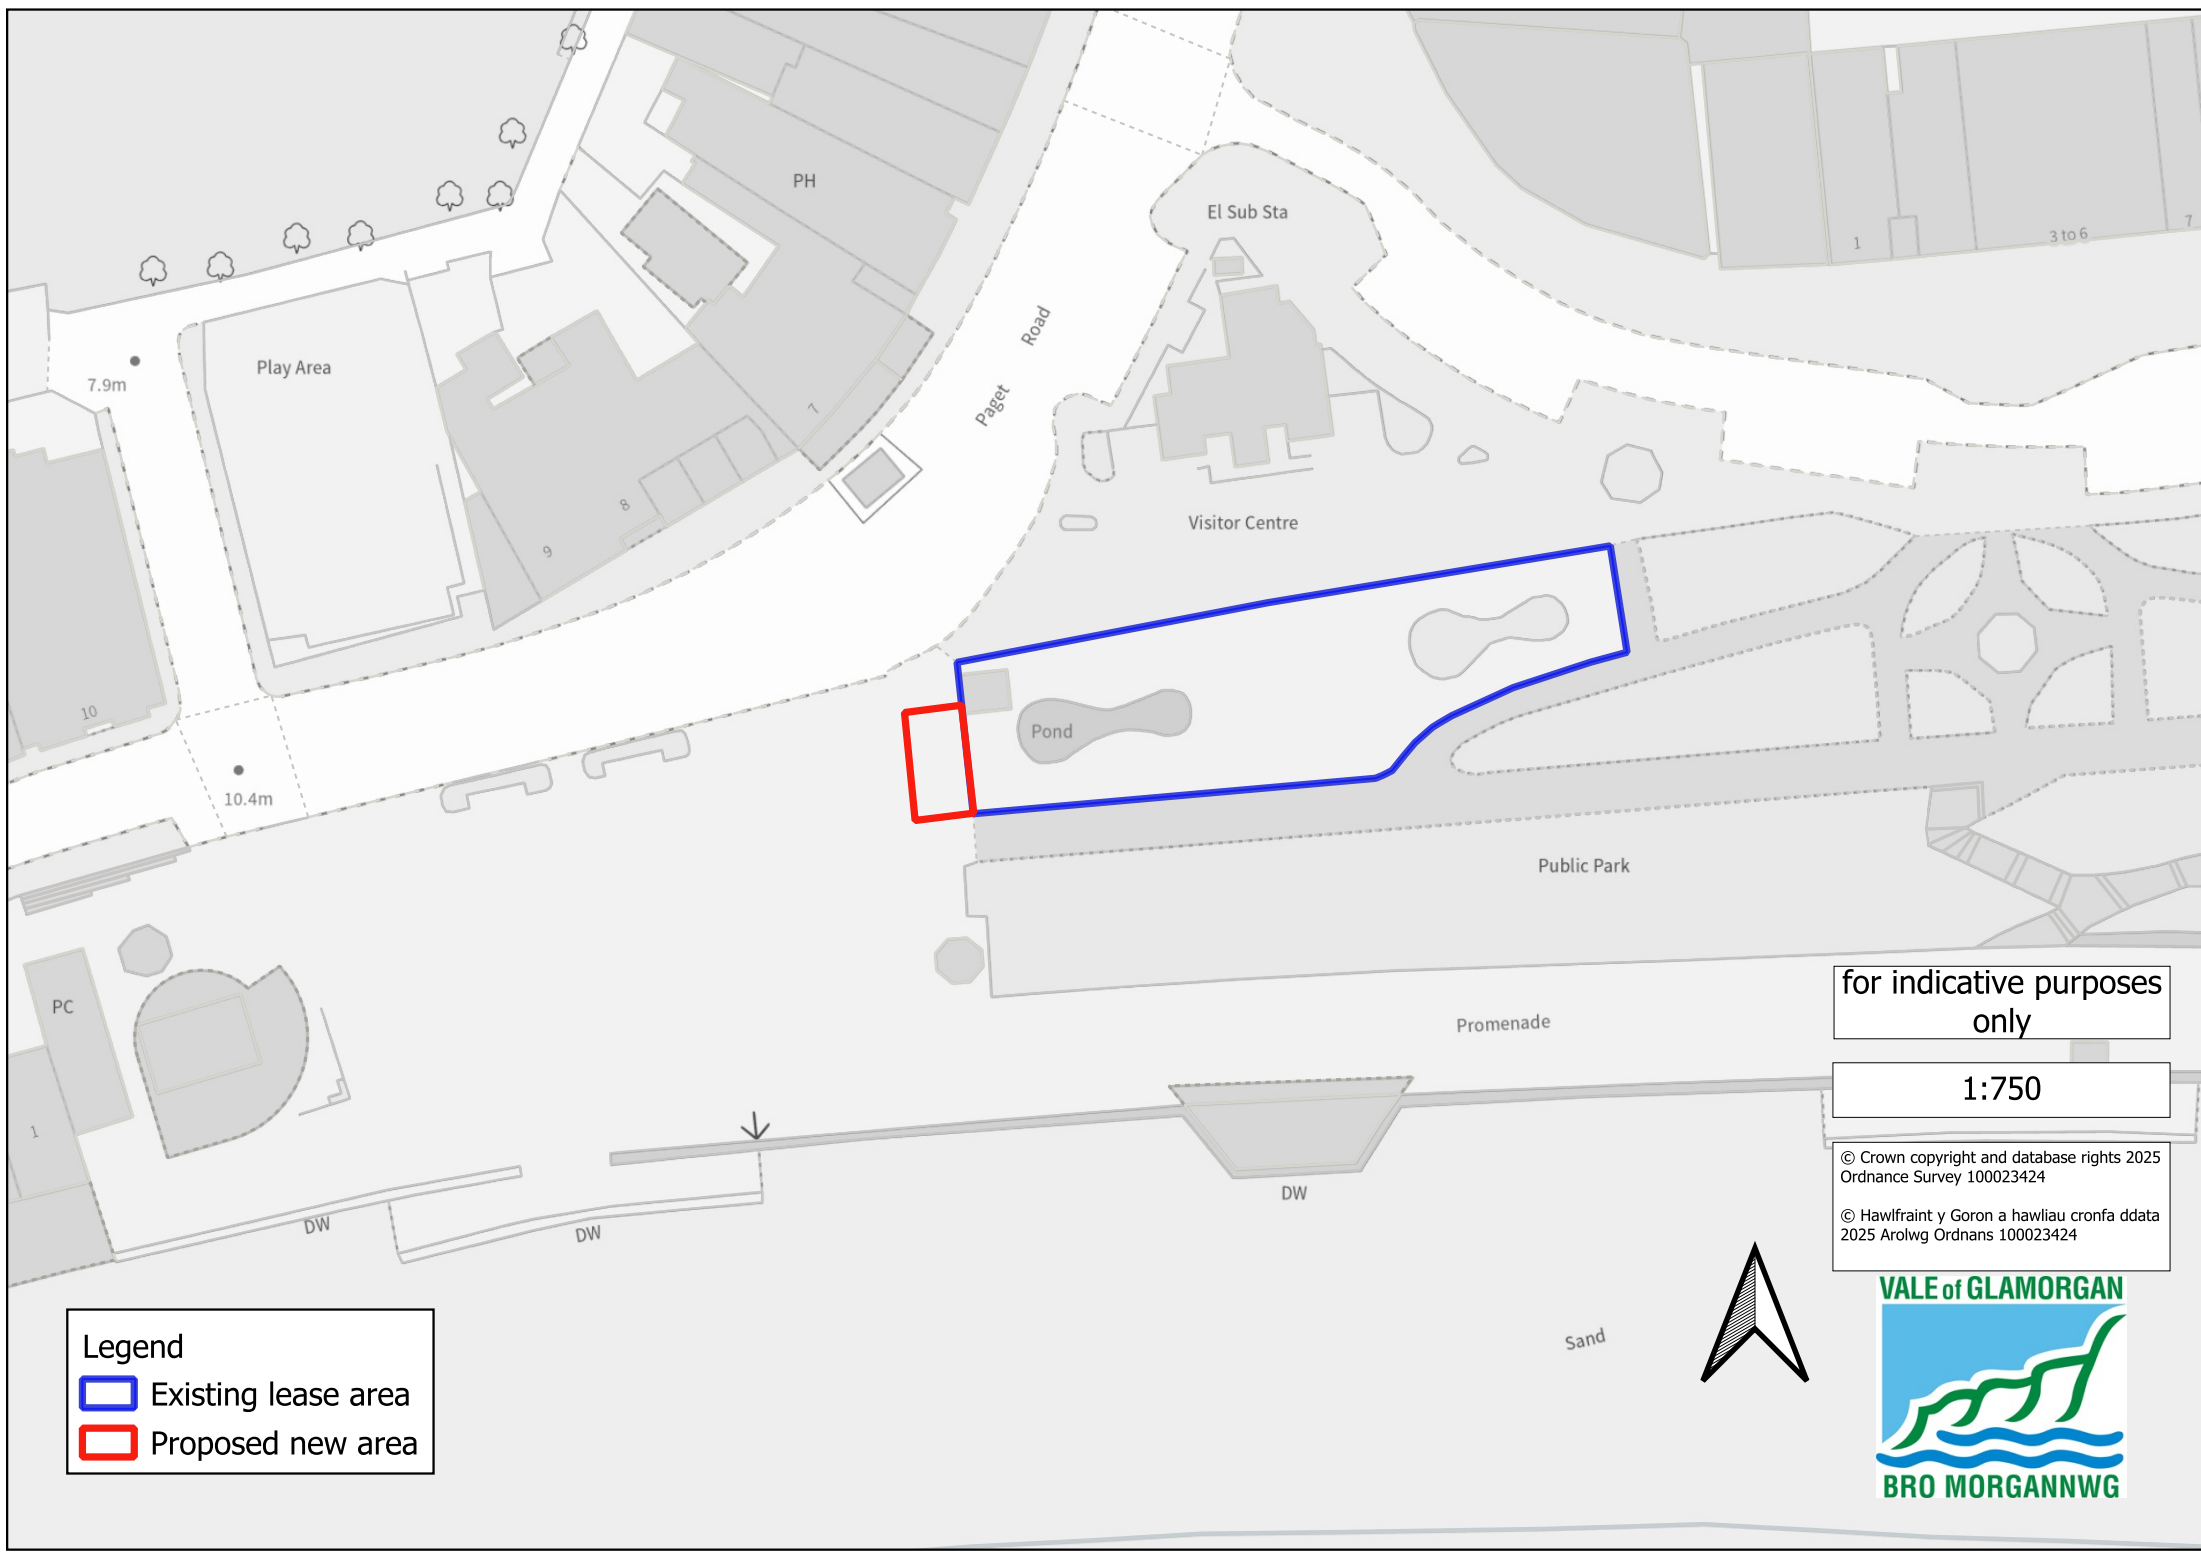 PH
El Sub Sta
1
3 to 6
7
Road
Paget
Play Area
7.9m
7
8
9
Visitor Centre
10
Pond
10.4m
Public Park
PC
1
for indicative purposes
only
Promenade
1:750
© Crown copyright and database rights 2025
Ordnance Survey 100023424
© Hawlfraint y Goron a hawliau cronfa ddata
2025 Arolwg Ordnans 100023424
DW
DW
DW
Sand
Legend
Existing lease area
Proposed new area
VALE of GLAMORGAN
BRO MORGANNWG